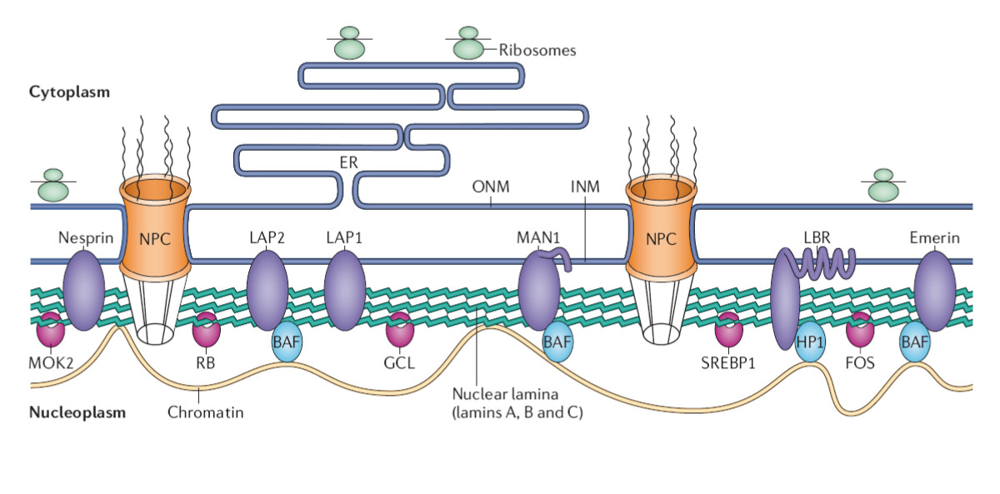 Ribosomes
Cytoplasm
ER
ONM
INM
Nesprin
NPC
LAP2
LAP1
MAN1
NPC
LBR
Emerin
BAF
BAF
HP1
BAF
MOK2
RB
GCL
SREBP1
FOS
Nuclear lamina
(lamins A, B and C)
Nucleoplasm
Chromatin